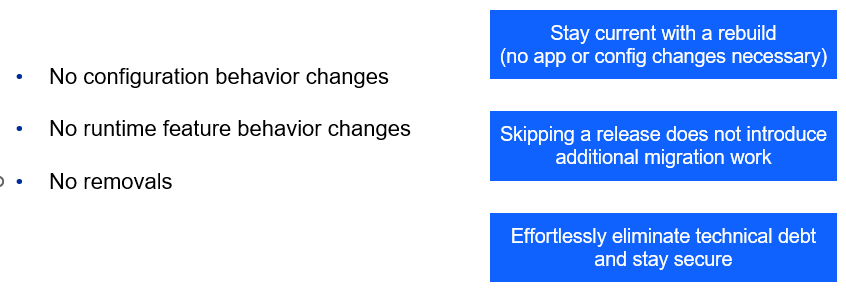 • No configuration behavior changes
• No runtime feature behavior changes
• No removals
Stay current with a rebuild
(no app or config changes necessary)
Skipping a release does not introduce
additional migration work
Effortlessly eliminate technical debt
and stay secure